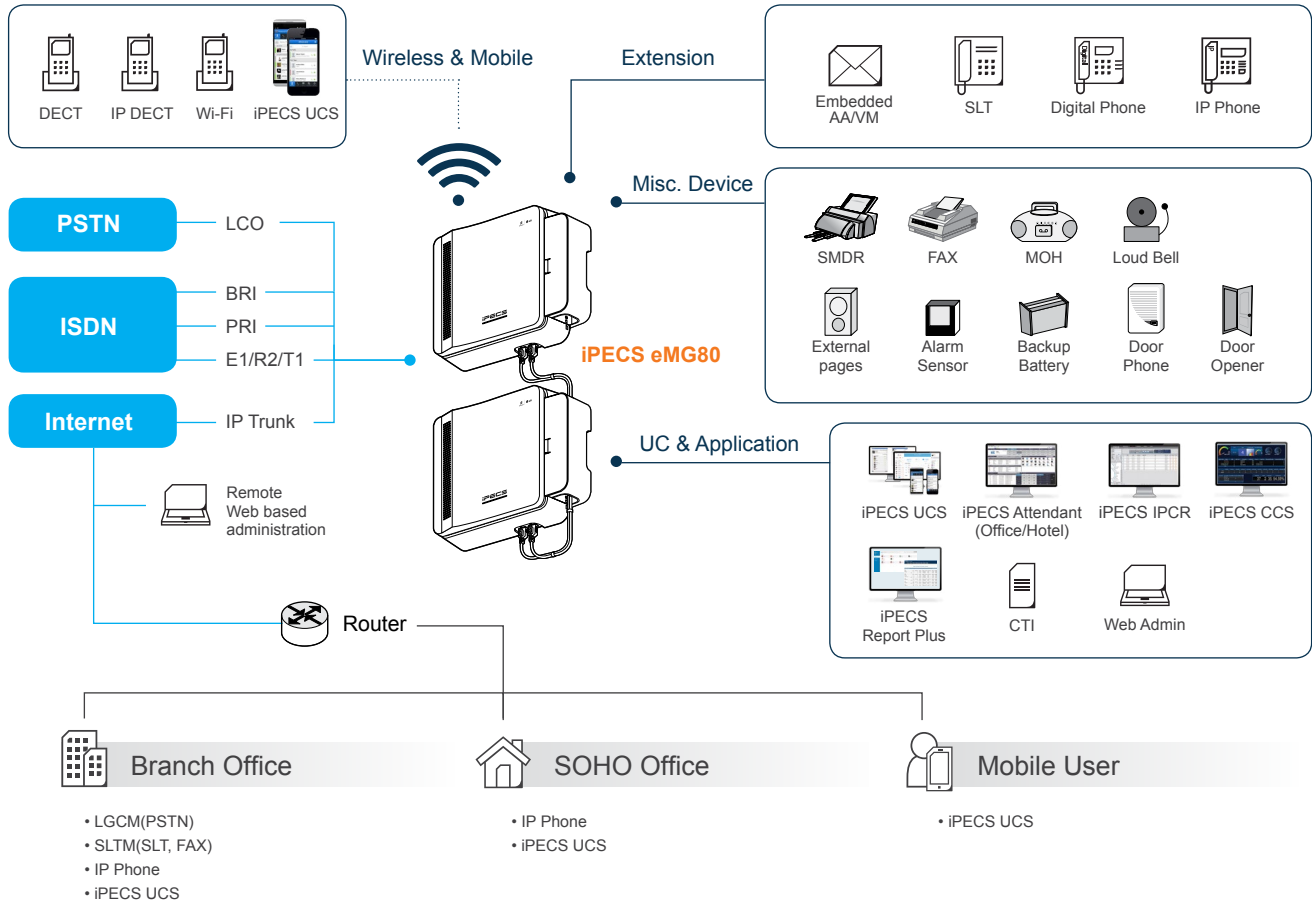 Wireless & Mobile
DECT
IP DECT
Wi-Fi
iPECS UCS
Extension
Embedded
AA/VM
SLT
Digital
Digital Phone
IP
IP Phone
Misc. Device
SMDR
FAX
MOH
Loud Bell
External
pages
Alarm
Sensor
Backup
Battery
Door
Phone
Door
Opener
PSTN
LCO
ISDN
BRI
PRI
E1/R2/T1
Internet
IP Trunk
iPECS
iPECS eMG80
iPECS
Remote
Web based
administration
UC & Application
iPECS UCS
iPECS Attendant
(Office/Hotel)
iPECS IPCR
iPECS CCS
iPECS
Report Plus
CTI
Web Admin
Router
Branch Office
• LGCM(PSTN)
• SLTM(SLT, FAX)
• IP Phone
• iPECS UCS
SOHO Office
• IP Phone
• iPECS UCS
Mobile User
• iPECS UCS